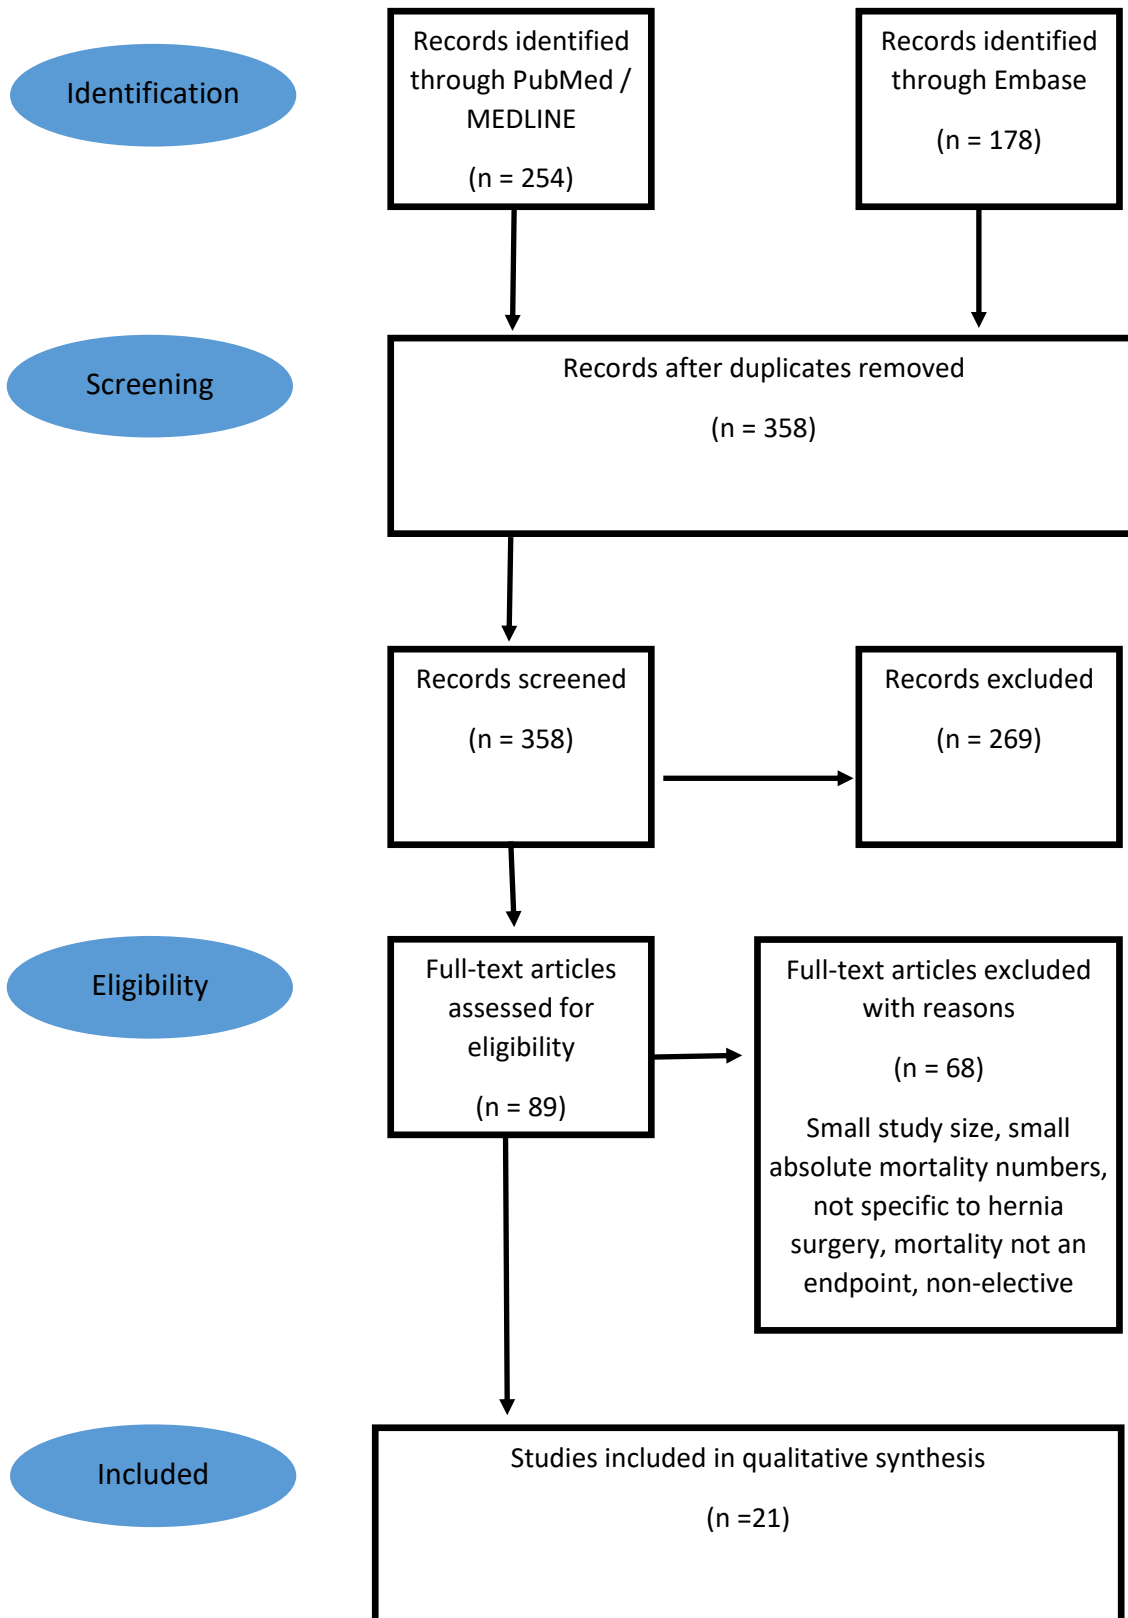 Identification
Records identified
through PubMed /
MEDLINE
(n = 254)
Records identified
through Embase
(n = 178)
Screening
Records after duplicates removed
(n = 358)
Records screened
(n = 358)
Records excluded
(n = 269)
Eligibility
Full-text articles
assessed for
eligibility
(n = 89)
Full-text articles excluded
with reasons
(n = 68)
Small study size, small
absolute mortality numbers,
not specific to hernia
surgery, mortality not an
endpoint, non-elective
Included
Studies included in qualitative synthesis
(n =21)